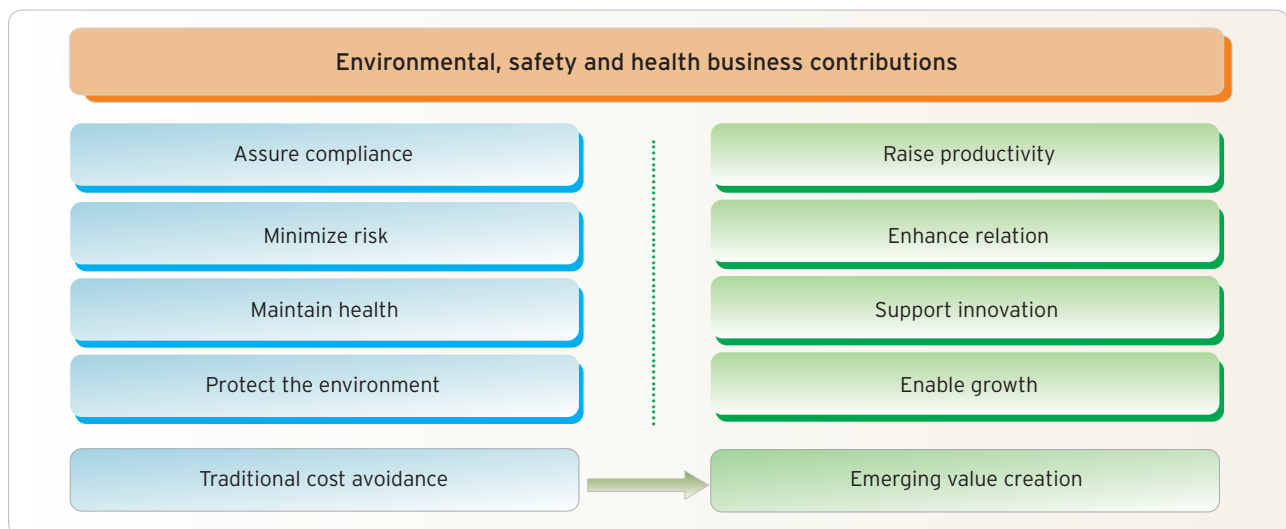 Environmental, safety and health business contributions
Assure compliance
Minimize risk
Maintain health
Protect the environment
Traditional cost avoidance
Raise productivity
Enhance relation
Support innovation
Enable growth
Emerging value creation